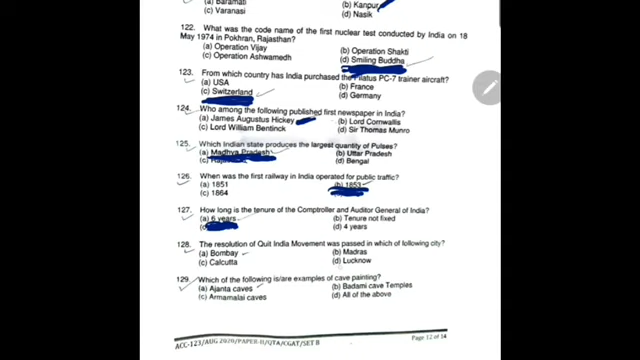 (a) Baramati
(b) Kanpur
(c) Varanasi
(d) Nasik
122. What was the code name of the first nuclear test conducted by India on 18
May 1974 in Pokhran, Rajasthan?
(a) Operation Vijay
(b) Operation Shakti
(c) Operation Ashwamedh
(d) Smiling Buddha
123. From which country has India purchased the Pilatus PC-7 trainer aircraft?
(a) USA
(b) France
(c) Switzerland
(d) Germany
124. Who among the following published first newspaper in India?
(a) James Augustus Hickey
(b) Lord Cornwallis
(c) Lord William Bentinck
(d) Sir Thomas Munro
125. Which Indian state produces the largest quantity of Pulses?
(a) Madhya Pradesh
(b) Uttar Pradesh
(c)
(d) Bengal
126. When was the first railway in India operated for public traffic?
(a) 1851
(b) 1853
(c) 1864
127. How long is the tenure of the Comptroller and Auditor General of India?
(a) 6 years
(b) Tenure not fixed
(d) 4 years
128. The resolution of Quit India Movement was passed in which of following city?
(a) Bombay
(b) Madras
(c) Calcutta
(d) Lucknow
129. Which of the following is/are examples of cave painting?
(a) Ajanta caves
(b) Badami cave Temples
(c) Armamalai caves
(d) All of the above
ACC-123/AUG 2020/PAPER-II/QTA/CGAT/SET B
Page 12 of 14